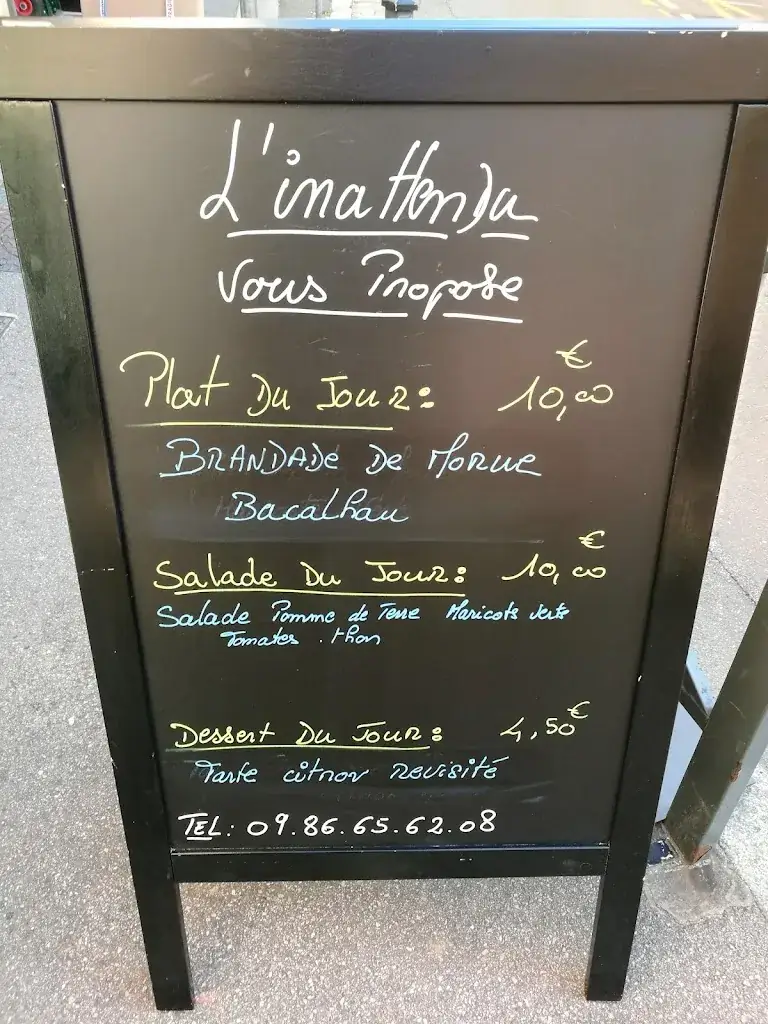 L'inattendu
Vous Propose
Plat Du Jour: 10,00 €
BRANDADE De Morue
Bacalhau
Salade Du Jour: 10,00 €
Salade Pomme de Terre Haricots verts
Tomates . thon
Dessert Du Jour: 4,50 €
Tarte citron revisité
TEL: 09.86.65.62.08